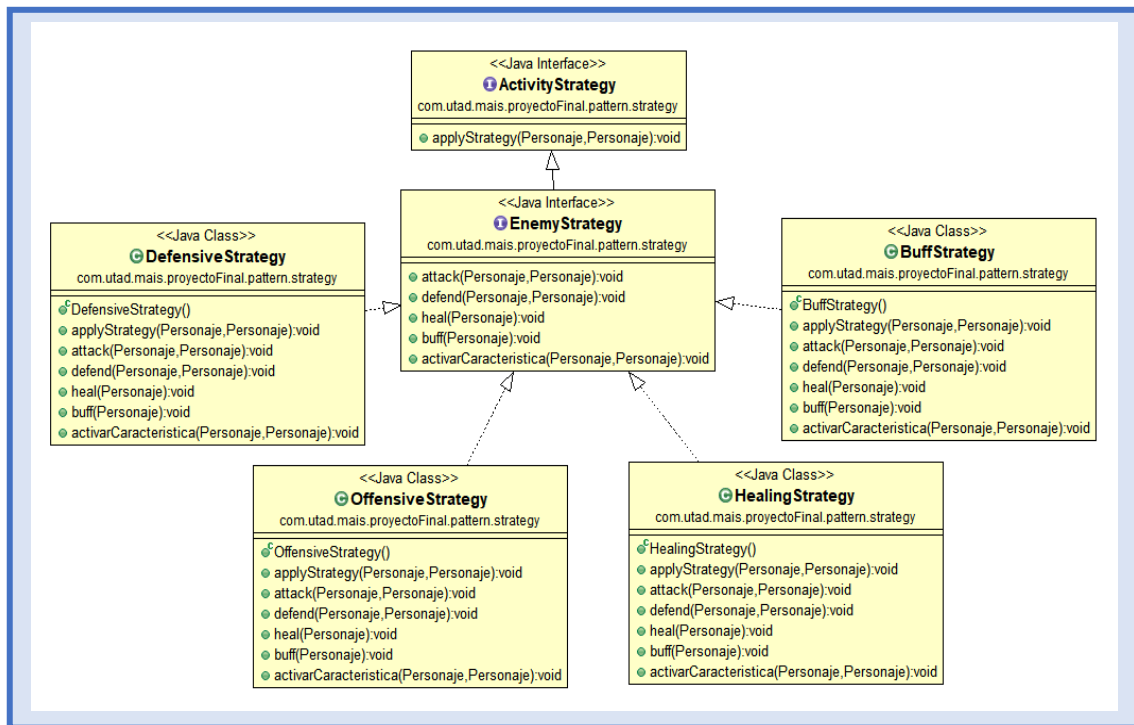 <<Java Interface>>
ActivityStrategy
com.utad.mais.proyectoFinal.pattern.strategy
applyStrategy(Personaje,Personaje):void
<<Java Interface>>
EnemyStrategy
com.utad.mais.proyectoFinal.pattern.strategy
attack(Personaje,Personaje):void
defend(Personaje,Personaje):void
heal(Personaje):void
buff(Personaje):void
activarCaracteristica(Personaje,Personaje):void
<<Java Class>>
DefensiveStrategy
com.utad.mais.proyectoFinal.pattern.strategy
DefensiveStrategy()
applyStrategy(Personaje,Personaje):void
attack(Personaje,Personaje):void
defend(Personaje,Personaje):void
heal(Personaje):void
buff(Personaje):void
activarCaracteristica(Personaje,Personaje):void
<<Java Class>>
BuffStrategy
com.utad.mais.proyectoFinal.pattern.strategy
BuffStrategy()
applyStrategy(Personaje,Personaje):void
attack(Personaje,Personaje):void
defend(Personaje,Personaje):void
heal(Personaje):void
buff(Personaje):void
activarCaracteristica(Personaje,Personaje):void
<<Java Class>>
OffensiveStrategy
com.utad.mais.proyectoFinal.pattern.strategy
OffensiveStrategy()
applyStrategy(Personaje,Personaje):void
attack(Personaje,Personaje):void
defend(Personaje,Personaje):void
heal(Personaje):void
buff(Personaje):void
activarCaracteristica(Personaje,Personaje):void
<<Java Class>>
HealingStrategy
com.utad.mais.proyectoFinal.pattern.strategy
HealingStrategy()
applyStrategy(Personaje,Personaje):void
attack(Personaje,Personaje):void
defend(Personaje,Personaje):void
heal(Personaje):void
buff(Personaje):void
activarCaracteristica(Personaje,Personaje):void